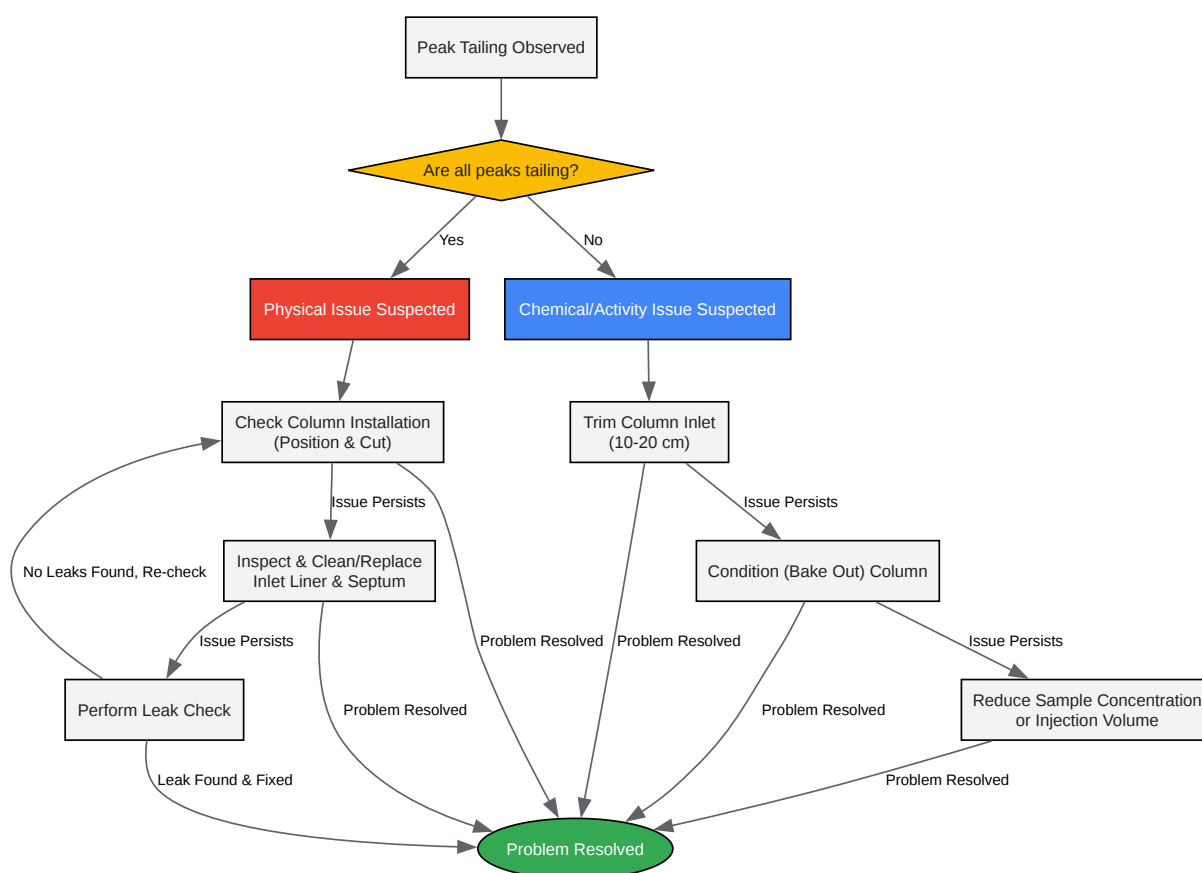 Peak Tailing Observed
Are all peaks tailing?
Yes
No
Physical Issue Suspected
Chemical/Activity Issue Suspected
Check Column Installation
(Position & Cut)
Trim Column Inlet
(10-20 cm)
Issue Persists
Issue Persists
Inspect & Clean/Replace
Inlet Liner & Septum
Condition (Bake Out) Column
No Leaks Found, Re-check
Issue Persists
Problem Resolved
Problem Resolved
Issue Persists
Perform Leak Check
Problem Resolved
Problem Resolved
Reduce Sample Concentration
or Injection Volume
Leak Found & Fixed
Problem Resolved
Problem Resolved